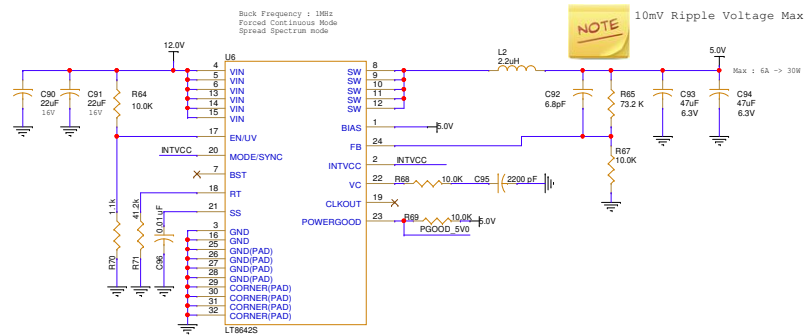 Buck Frequency : 1MHz
Forced Continuous Mode
Spread Spectrum mode
NOTE
10mV Ripple Voltage Max
12.0V
U6
L2
2.2uH
5.0V
Max : 6A -> 30W
C90
22uF
16V
C91
22uF
16V
R64
10.0K
4 VIN
5 VIN
6 VIN
13 VIN
14 VIN
15 VIN
17 EN/UV
20 MODE/SYNC
INTVCC
7 BST
18 RT
21 SS
3 GND
16 GND
25 GND(PAD)
26 GND(PAD)
27 GND(PAD)
28 GND(PAD)
29 CORNER(PAD)
30 CORNER(PAD)
31 CORNER(PAD)
32 CORNER(PAD)
LT8642S
SW 8
SW 9
SW 10
SW 11
SW 12
BIAS 1
5.0V
FB 24
INTVCC 2
INTVCC
VC 22
CLKOUT 19
POWERGOOD 23
R68
10.0K
C95
2200 pF
R69
10.0K
5.0V
PGOOD_5V0
C92
6.8pF
R65
73.2 K
C93
47uF
6.3V
C94
47uF
6.3V
R67
10.0K
1.1k
R70
41.2k
R71
0.01uF
C96